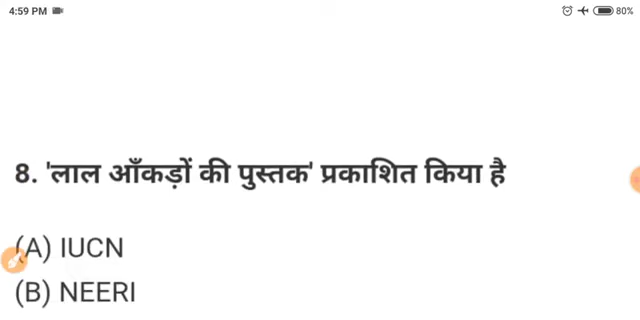 4:59 PM
80%
8. 'लाल आँकड़ों की पुस्तक' प्रकाशित किया है
(A) IUCN
(B) NEERI